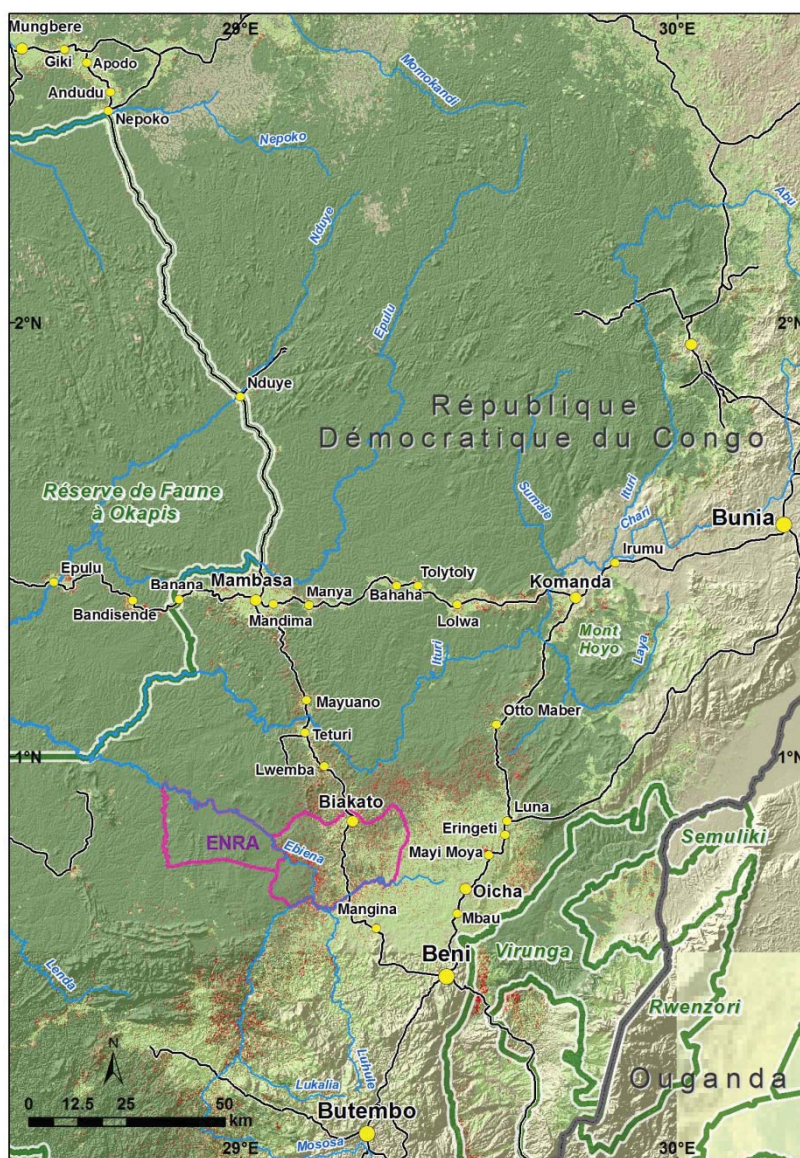 29°E
30°E
Mungbere
Giki
Apodo
Andudu
Nepoko
Momokandi
Nepoko
Nduye
Abu
Epulu
2°N
2°N
Nduye
République
Démocratique du Congo
Réserve de Faune
à Okapis
Sumale
Ituri
Chari
Bunia
Irumu
Epulu
Banana
Mambasa
Tolytoly
Komanda
Bandisende
Mandima
Manya
Bahaha
Lolwa
Mont
Hoyo
Laya
Ituri
Mayuano
Otto Maber
Teturi
1°N
1°N
Lwemba
Biakato
Luna
Eringeti
Semuliki
ENRA
Ebiena
Mayi Moya
Oicha
Mangina
Mbau
Beni
Virunga
Lenda
Rwenzori
N
Luhule
Lukalia
Ouganda
0 12.5 25 50
km
Butembo
Mososa
29°E
30°E